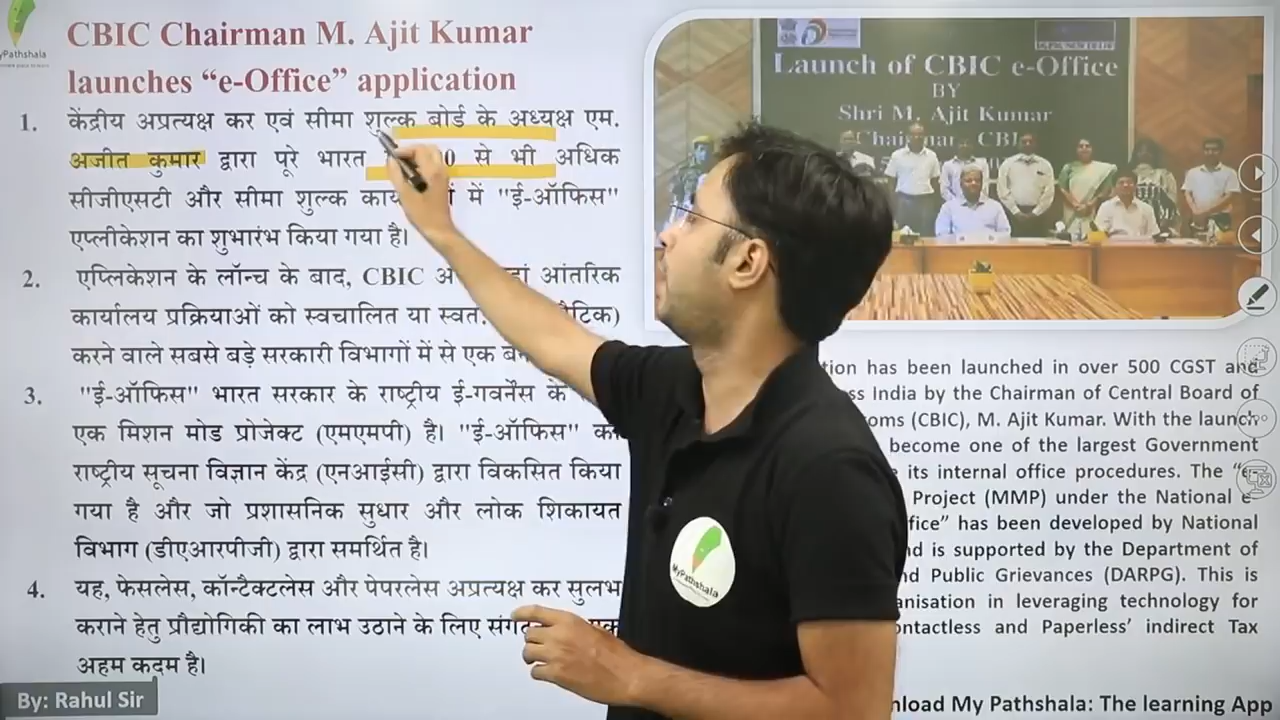 yPathshala
CBIC Chairman M. Ajit Kumar
launches “e-Office” application
1. केंद्रीय अप्रत्यक्ष कर एवं सीमा शुल्क बोर्ड के अध्यक्ष एम.
अजीत कुमार द्वारा पूरे भारत 0 से भी अधिक
सीजीएसटी और सीमा शुल्क में "ई-ऑफिस"
एप्लीकेशन का शुभारंभ किया गया है।
2. एप्लिकेशन के लॉन्च के बाद, CBIC आंतरिक
कार्यालय प्रक्रियाओं को स्वचालित या
करने वाले सबसे बड़े सरकारी विभागों में से एक
3. "ई-ऑफिस" भारत सरकार के राष्ट्रीय ई-गवर्नेंस के
एक मिशन मोड प्रोजेक्ट (एमएमपी) है। "ई-ऑफिस" को
राष्ट्रीय सूचना विज्ञान केंद्र (एनआईसी) द्वारा विकसित किया
गया है और जो प्रशासनिक सुधार और लोक शिकायत
विभाग (डीएआरपीजी) द्वारा समर्थित है।
4. यह, फेसलेस, कॉन्टैक्टलेस और पेपरलेस अप्रत्यक्ष कर सुलभ
कराने हेतु प्रौद्योगिकी का लाभ उठाने के लिए
अहम कदम है।
By: Rahul Sir
Launch of CBIC e-Office
BY
Shri M. Ajit Kumar
Chairman, CBI
tion has been launched in over 500 CGST and
ss India by the Chairman of Central Board of
oms (CBIC), M. Ajit Kumar. With the launch
become one of the largest Government
its internal office procedures. The “e-
Project (MMP) under the National e-
fice” has been developed by National
nd is supported by the Department of
nd Public Grievances (DARPG). This is
anisation in leveraging technology for
ontactless and Paperless’ indirect Tax
MyPathshala
nload My Pathshala: The learning App